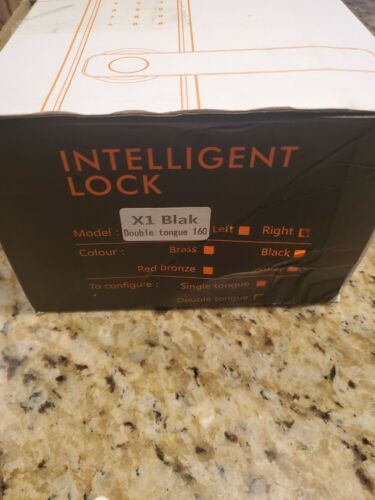 INTELLIGENT
LOCK
X1 Blak
Double tongue 160
Model : Left Right
Colour : Brass Black
Red Bronze Other
To configure : Single tongue
Double tongue